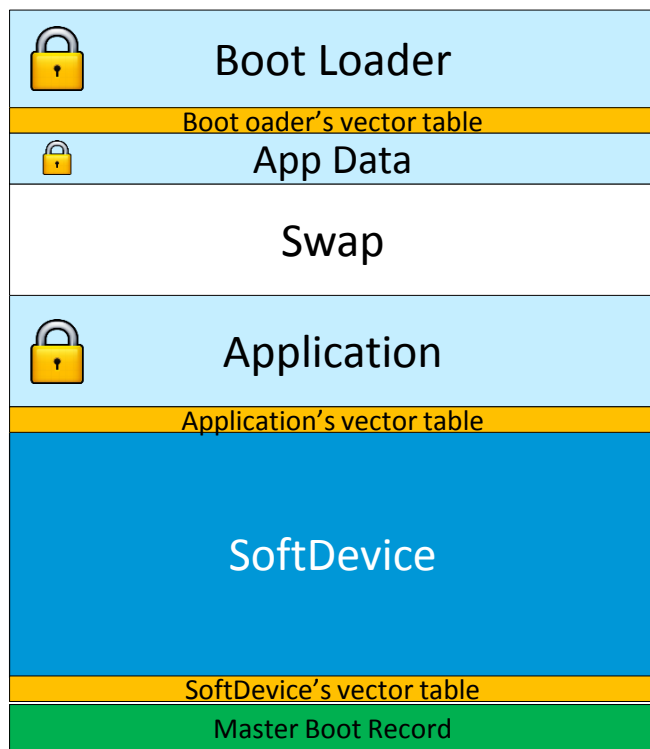 Boot Loader
Boot oader's vector table
App Data
Swap
Application
Application's vector table
SoftDevice
SoftDevice's vector table
Master Boot Record